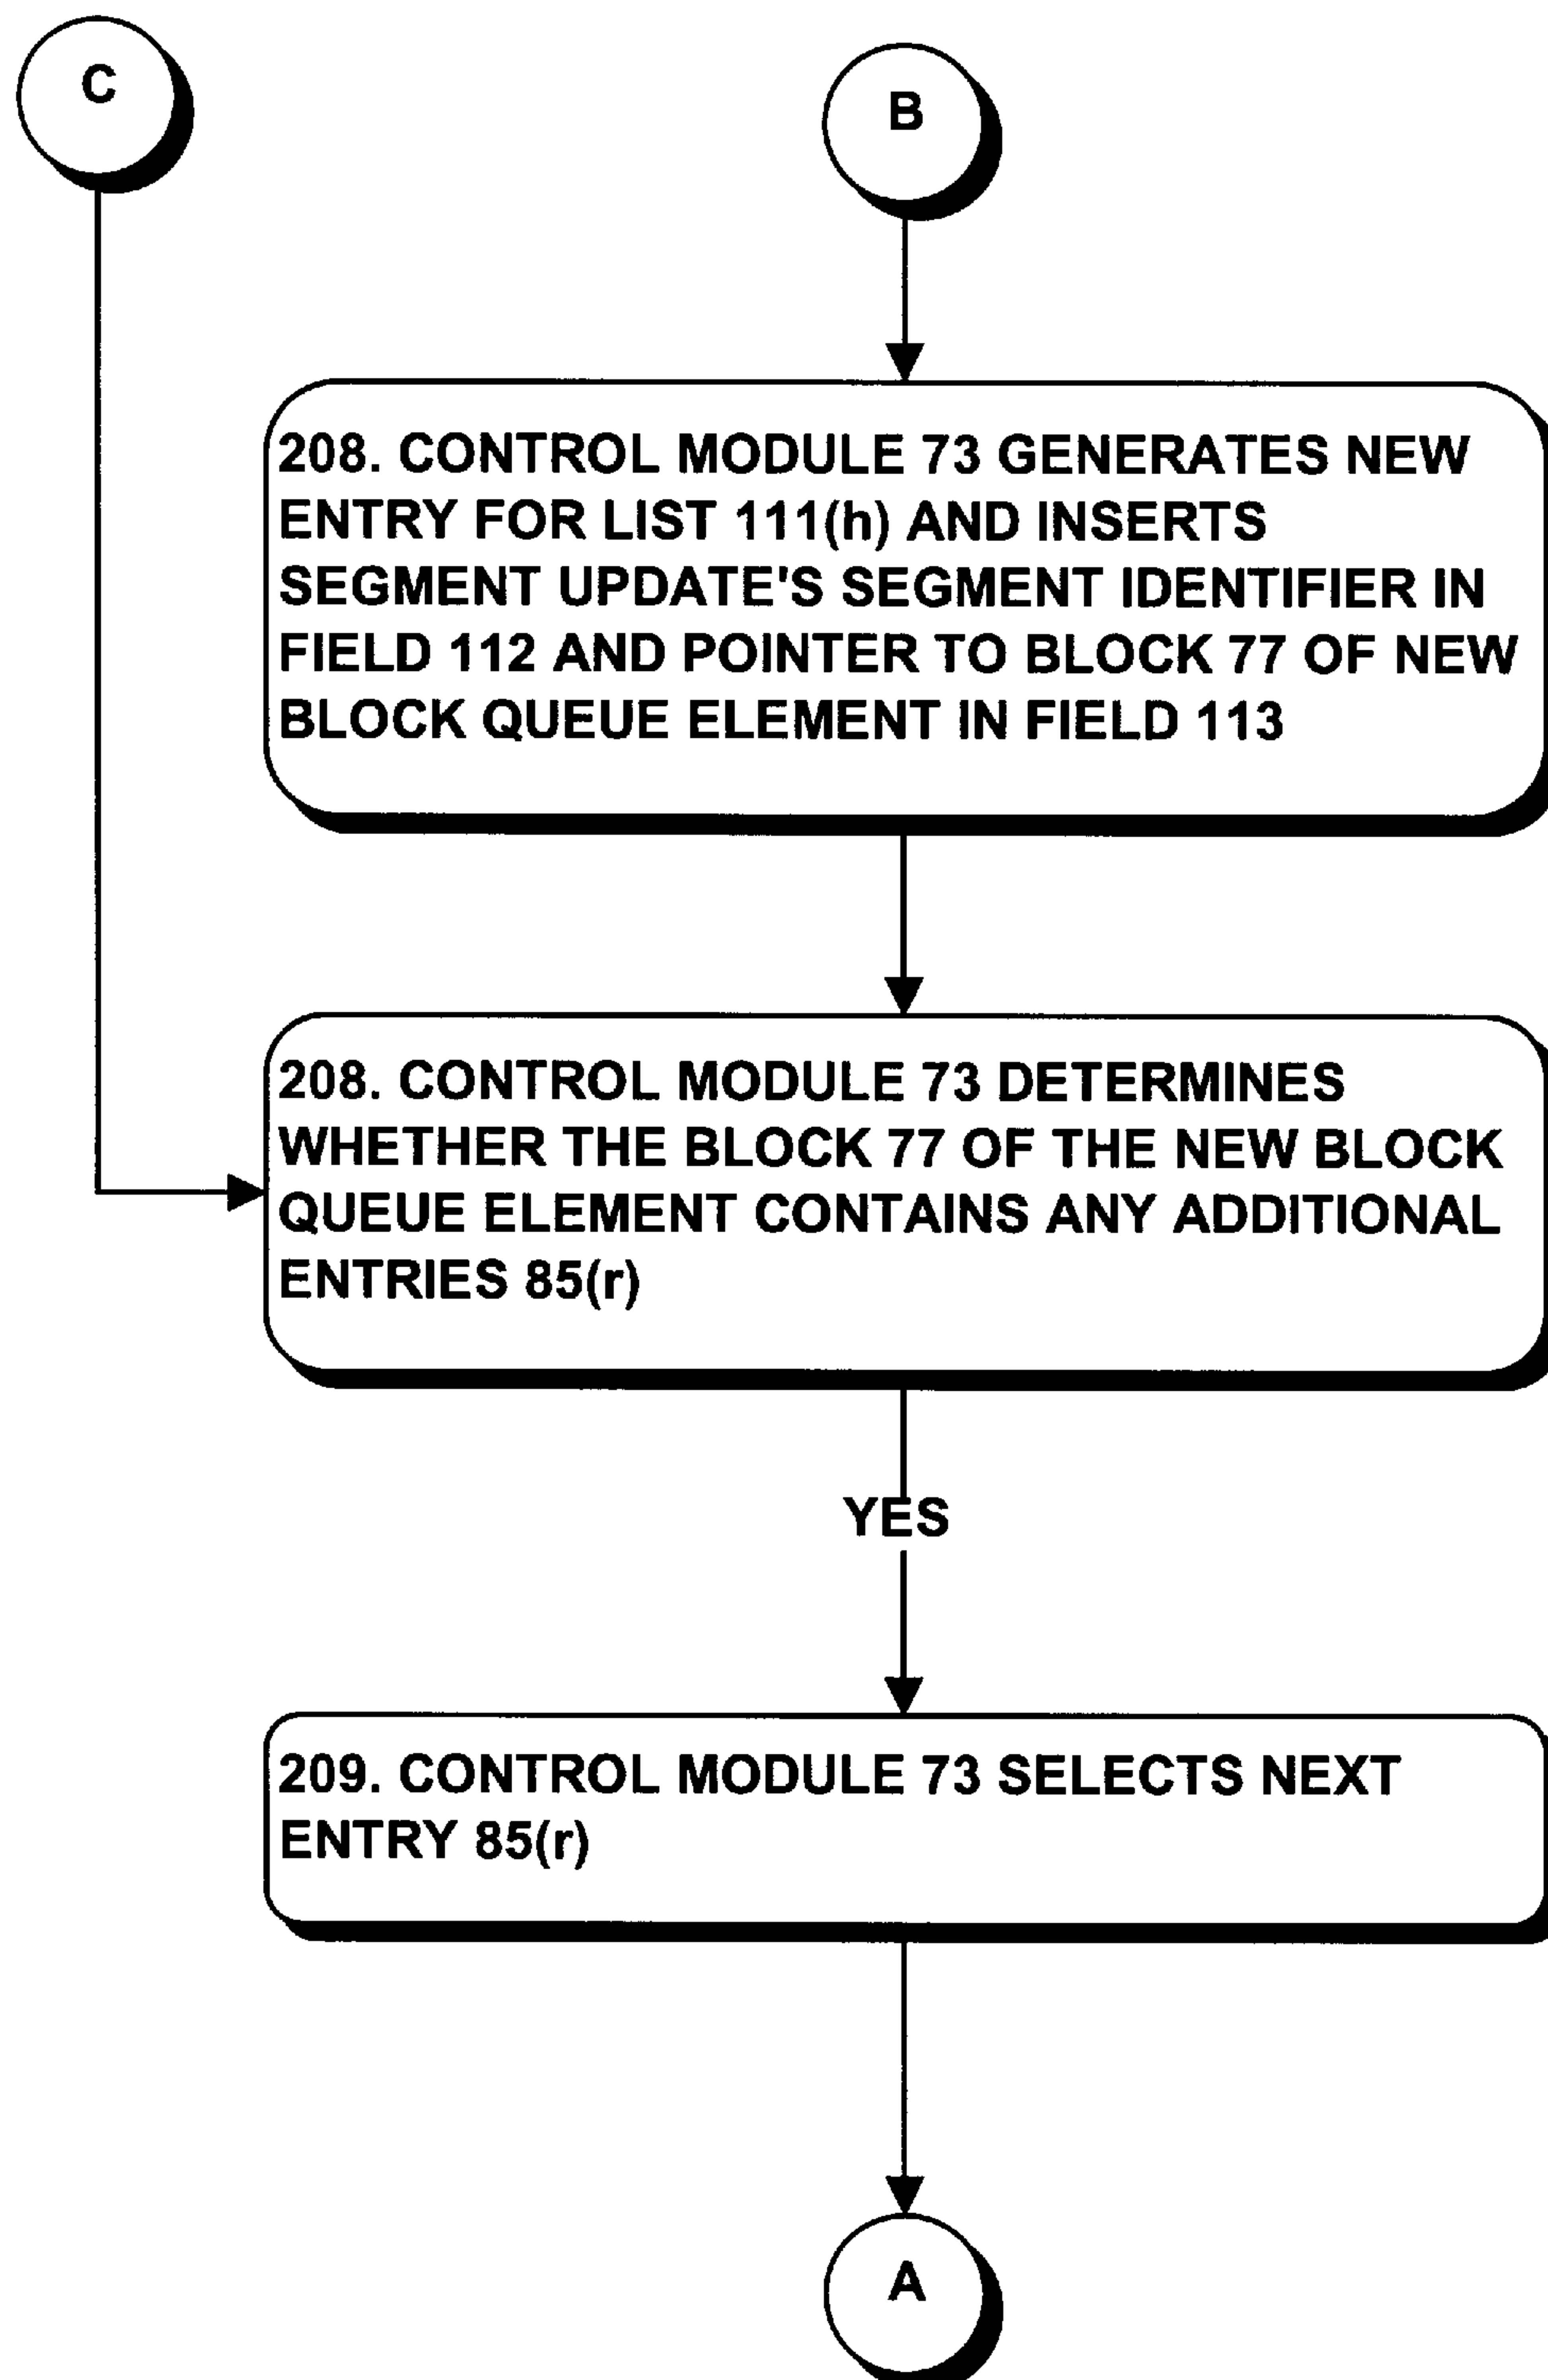 C
B
208. CONTROL MODULE 73 GENERATES NEW
ENTRY FOR LIST 111(h) AND INSERTS
SEGMENT UPDATE'S SEGMENT IDENTIFIER IN
FIELD 112 AND POINTER TO BLOCK 77 OF NEW
BLOCK QUEUE ELEMENT IN FIELD 113
208. CONTROL MODULE 73 DETERMINES
WHETHER THE BLOCK 77 OF THE NEW BLOCK
QUEUE ELEMENT CONTAINS ANY ADDITIONAL
ENTRIES 85(r)
YES
209. CONTROL MODULE 73 SELECTS NEXT
ENTRY 85(r)
A